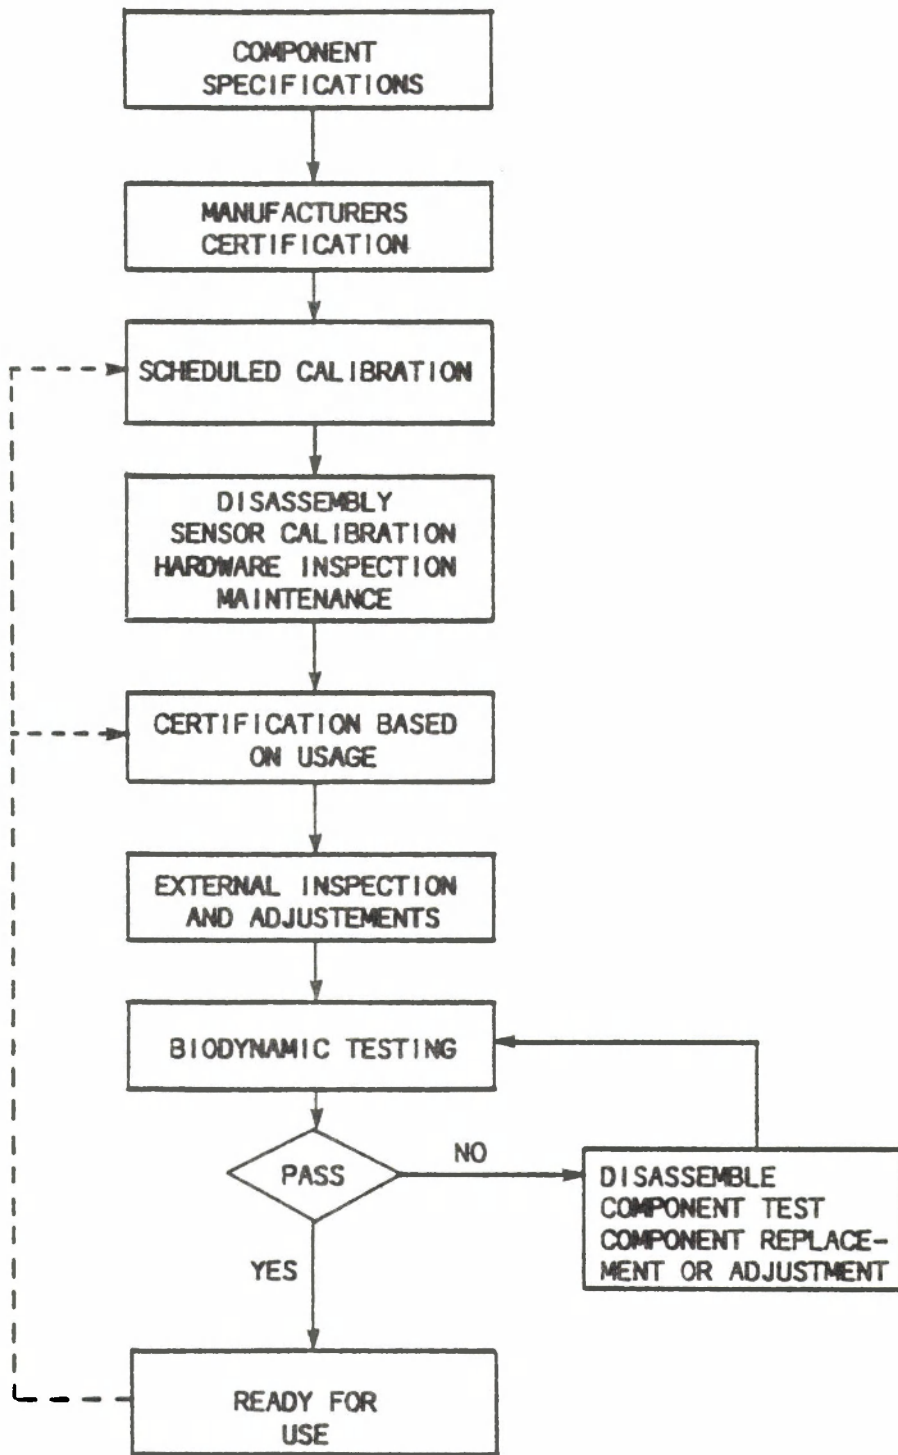 COMPONENT
SPECIFICATIONS
MANUFACTURERS
CERTIFICATION
SCHEDULED CALIBRATION
DISASSEMBLY
SENSOR CALIBRATION
HARDWARE INSPECTION
MAINTENANCE
CERTIFICATION BASED
ON USAGE
EXTERNAL INSPECTION
AND ADJUSTEMENTS
BIODYNAMIC TESTING
PASS
NO
DISASSEMBLE
COMPONENT TEST
COMPONENT REPLACE-
MENT OR ADJUSTMENT
YES
READY FOR
USE